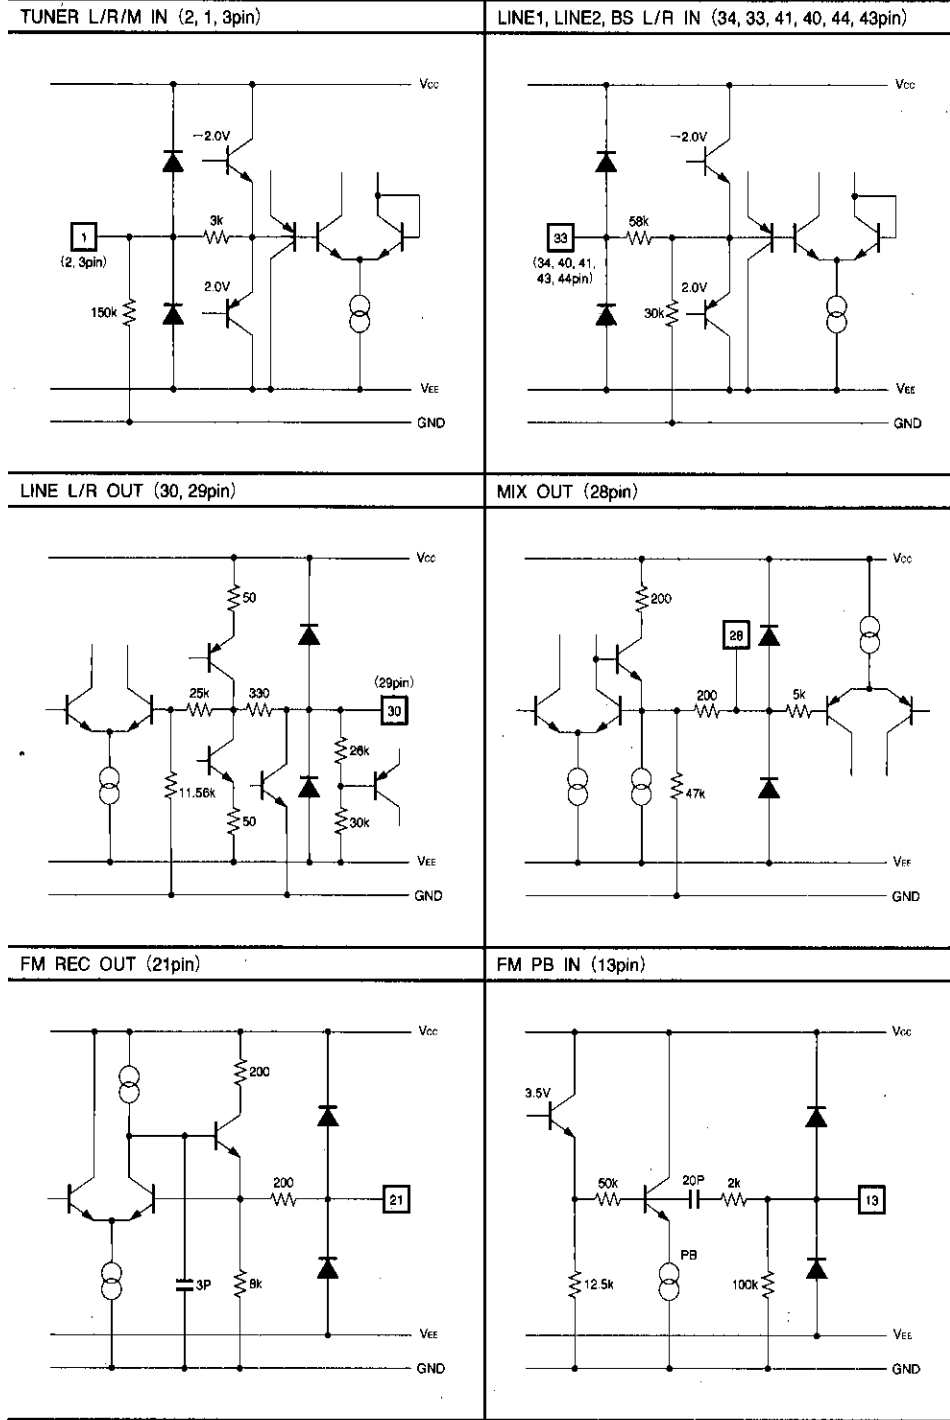 TUNER L/R/M IN (2, 1, 3pin)
Vcc
−2.0V
3k
1
(2, 3pin)
2.0V
150k
VEE
GND
LINE1, LINE2, BS L/R IN (34, 33, 41, 40, 44, 43pin)
Vcc
−2.0V
58k
33
(34, 40, 41,
43, 44pin)
2.0V
30k
VEE
GND
LINE L/R OUT (30, 29pin)
Vcc
50
(29pin)
25k
330
30
26k
11.56k
50
30k
VEE
GND
MIX OUT (28pin)
Vcc
200
28
200
5k
47k
VEE
GND
FM REC OUT (21pin)
Vcc
200
200
21
3P
8k
VEE
GND
FM PB IN (13pin)
Vcc
3.5V
50k
20P
2k
13
PB
12.5k
100k
VEE
GND